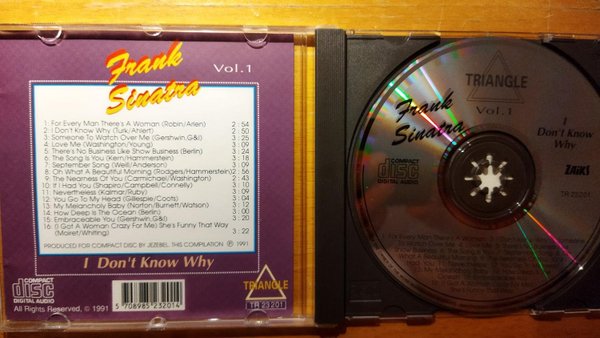 Frank
Sinatra
Vol.1
1: For Every Man There's A Woman (Robin/Arlen) 2:54
2: I Don't Know Why (Turk/Ahlert) 2:50
3: Someone To Watch Over Me (Gershwin,G&I) 2:25
4: Love Me (Washington/Young) 3:09
5: There's No Business Like Show Business (Berlin) 3:24
6: The Song Is You (Kern/Hammerstein) 3:18
7: September Song (Weill/Anderson) 3:09
8: Oh What A Beautiful Morning (Rodgers/Hammerstein) 2:56
9: The Nearness Of You (Carmichael/Washington) 2:43
10: If I Had You (Shapiro/Campbell/Connelly) 3:10
11: Nevertheless (Kalmar/Ruby) 3:09
12: You Go To My Head (Gillespie/Coots) 3:04
13: My Melancholy Baby (Norton/Burnett/Watson) 3:10
14: How Deep Is The Ocean (Berlin) 3:00
15: Embraceable You (Gershwin,G&I) 3:20
16: (I Got A Woman Crazy For Me) She's Funny That Way
(Moiret/Whiting) 3:22
PRODUCED FOR COMPACT DISC BY JEZEBEL. THIS COMPILATION ℗ 1991
I Don't Know Why
COMPACT
disc
DIGITAL AUDIO
All Rights Reserved, © 1991
5 708985 232014
TRIANGLE
TR 23201
TRIANGLE
Vol.1
Frank
Sinatra
I
Don't Know
Why
COMPACT
disc
DIGITAL AUDIO
ZAIKS
TR 23201